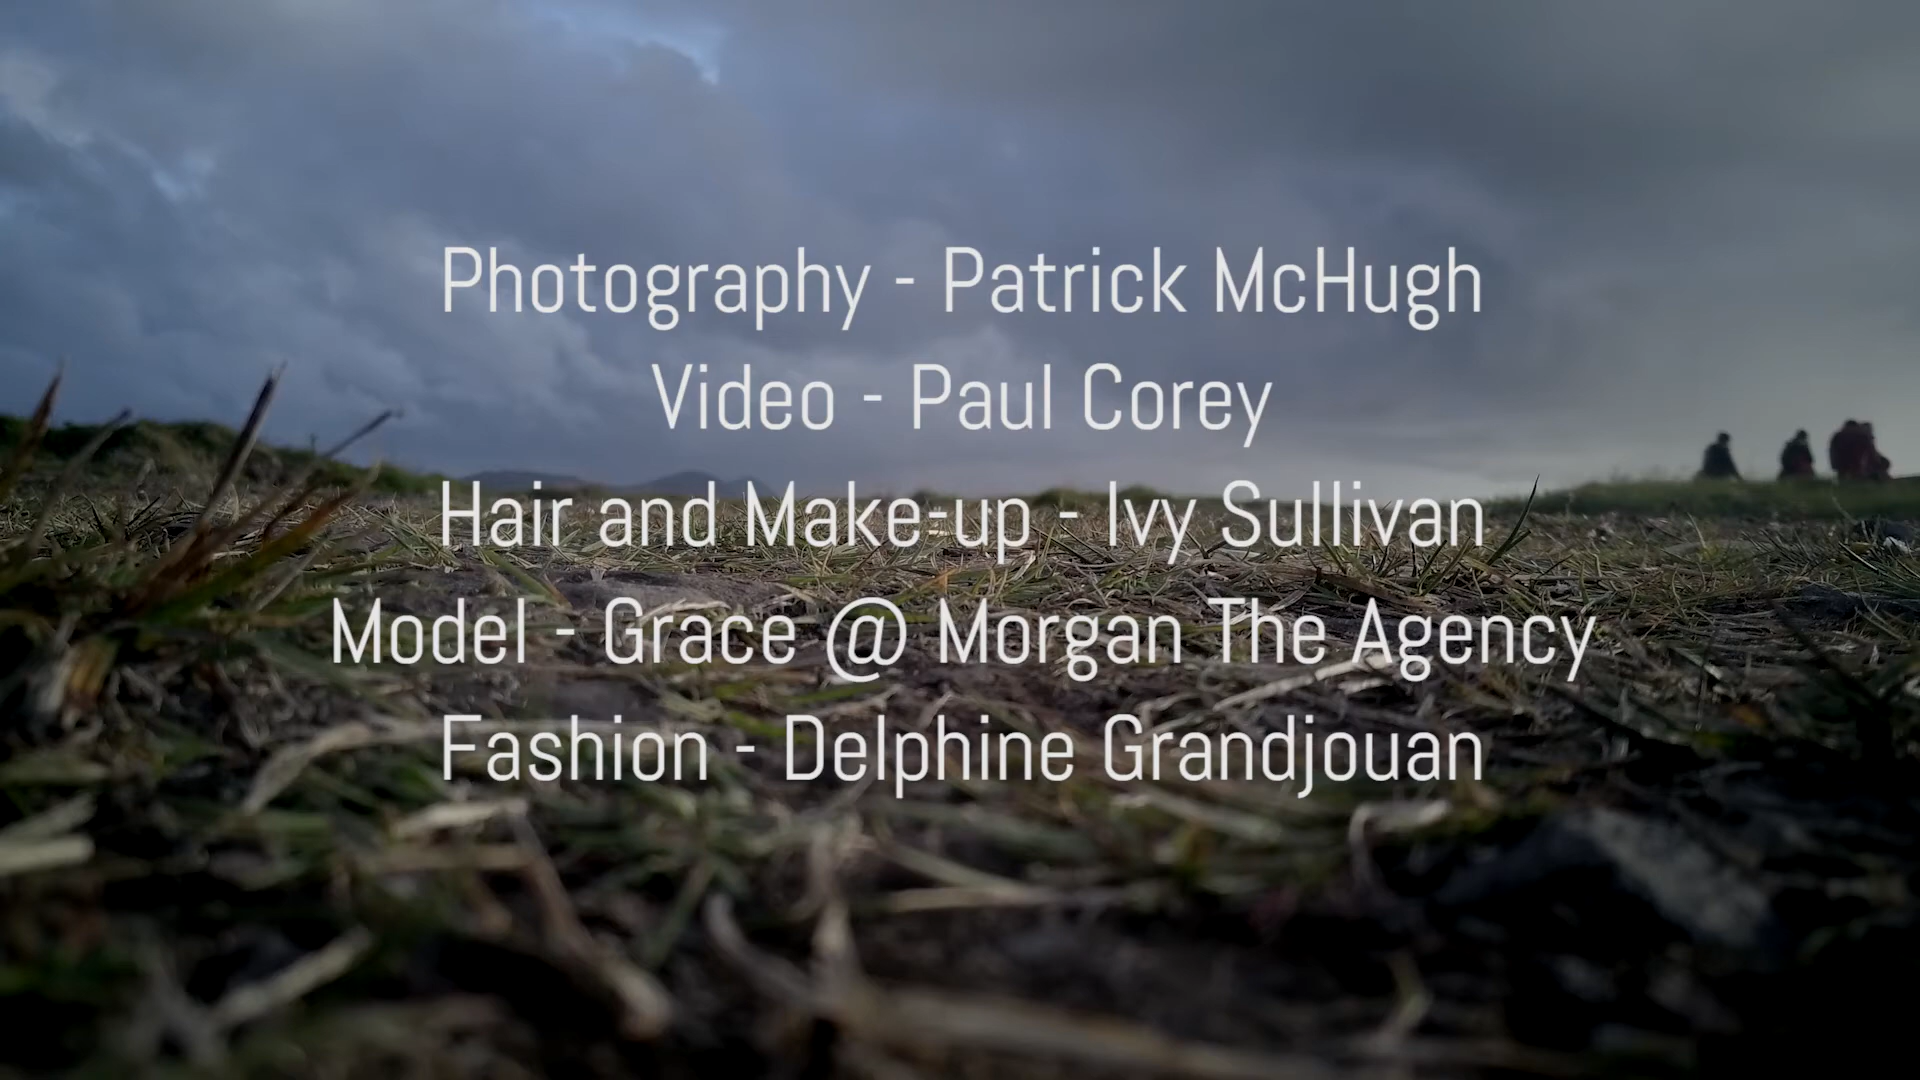 Photography - Patrick McHugh
Video - Paul Corey
Hair and Make-up - Ivy Sullivan
Model - Grace @ Morgan The Agency
Fashion - Delphine Grandjouan